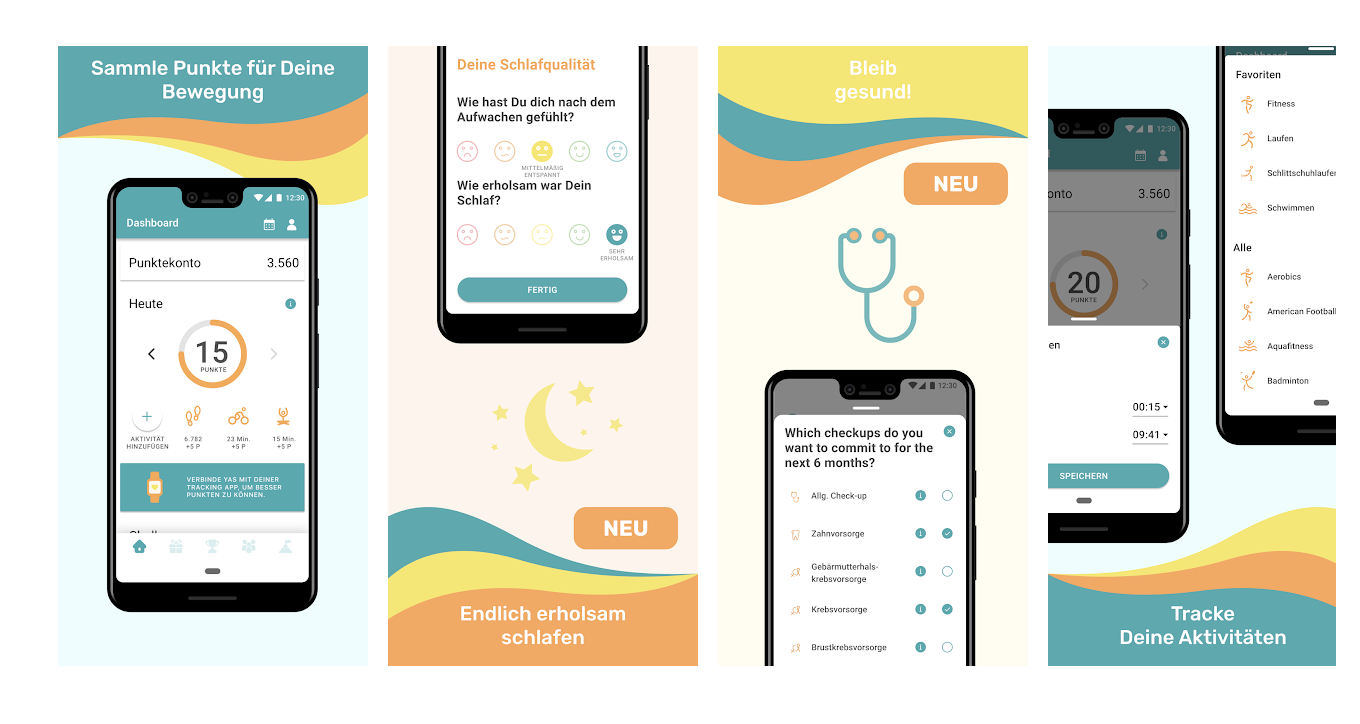 Sammle Punkte für Deine
Bewegung
12:30
Dashboard
Punktekonto 3.560
Heute
15
PUNKTE
AKTIVITÄT
HINZUFÜGEN
6.782
+5 P
23 Min.
+5 P
15 Min.
+5 P
VERBINDE YAS MIT DEINER
TRACKING APP, UM BESSER
PUNKTEN ZU KÖNNEN.
Deine Schlafqualität
Wie hast Du dich nach dem
Aufwachen gefühlt?
MITTELMÄßIG
ENTSPANNT
Wie erholsam war Dein
Schlaf?
SEHR
ERHOLSAM
FERTIG
NEU
Endlich erholsam
schlafen
Bleib
gesund!
NEU
12:30
Which checkups do you
want to commit to for the
next 6 months?
Allg. Check-up
Zahnvorsorge
Gebärmutterhals-
krebsvorsorge
Krebsvorsorge
Brustkrebsvorsorge
12:30
onto 3.560
20
PUNKTE
en
00:15
09:41
SPEICHERN
Dashboard
Favoriten
Fitness
Laufen
Schlittschuhlaufen
Schwimmen
Alle
Aerobics
American Football
Aquafitness
Badminton
Tracke
Deine Aktivitäten